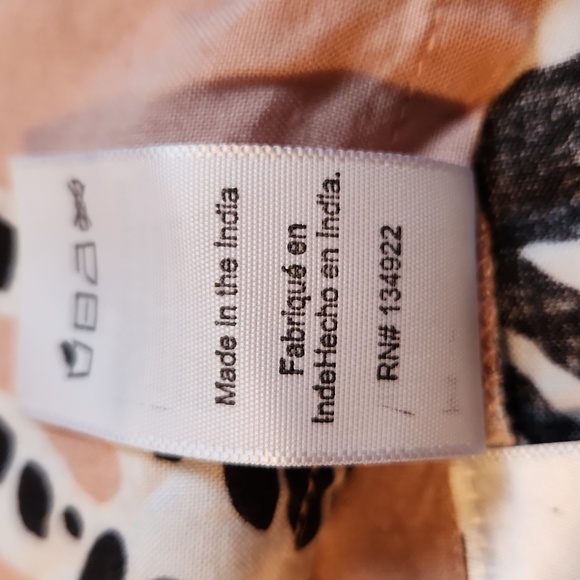 Made in the India
Fabriqué en
IndeHecho en India.
RN# 134922